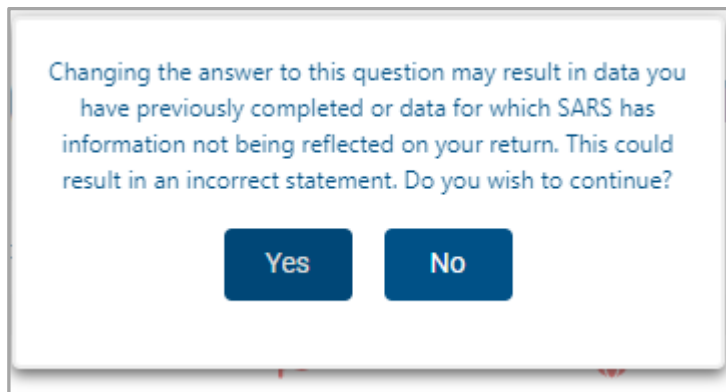 Changing the answer to this question may result in data you
have previously completed or data for which SARS has
information not being reflected on your return. This could
result in an incorrect statement. Do you wish to continue?
Yes
No